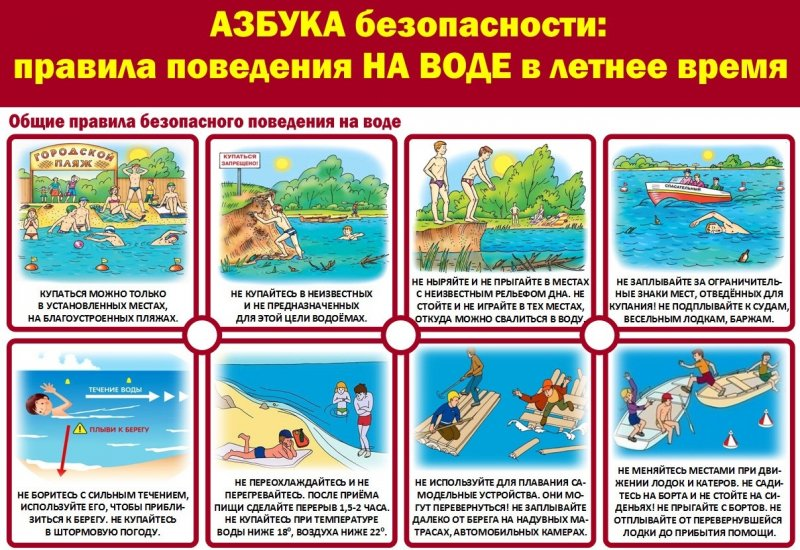 АЗБУКА безопасности:
правила поведения НА ВОДЕ в летнее время
Общие правила безопасного поведения на воде
ГОРОДСКОЙ
ПЛЯЖ
КУПАТЬСЯ МОЖНО ТОЛЬКО
В УСТАНОВЛЕННЫХ МЕСТАХ,
НА БЛАГОУСТРОЕННЫХ ПЛЯЖАХ.
КУПАТЬСЯ
ЗАПРЕЩЕНО!
НЕ КУПАЙТЕСЬ В НЕИЗВЕСТНЫХ
И НЕ ПРЕДНАЗНАЧЕННЫХ
ДЛЯ ЭТОЙ ЦЕЛИ ВОДОЁМАХ.
НЕ НЫРЯЙТЕ И НЕ ПРЫГАЙТЕ В МЕСТАХ
С НЕИЗВЕСТНЫМ РЕЛЬЕФОМ ДНА. НЕ
СТОЙТЕ И НЕ ИГРАЙТЕ В ТЕХ МЕСТАХ,
ОТКУДА МОЖНО СВАЛИТЬСЯ В ВОДУ.
СПАСАТЕЛЬНЫЙ
НЕ ЗАПЛЫВАЙТЕ ЗА ОГРАНИЧИТЕЛЬ-
НЫЕ ЗНАКИ МЕСТ, ОТВЕДЁННЫХ ДЛЯ
КУПАНИЯ! НЕ ПОДПЛЫВАЙТЕ К СУДАМ,
ВЕСЕЛЬНЫМ ЛОДКАМ, БАРЖАМ.
ТЕЧЕНИЕ ВОДЫ
ПЛЫВИ К БЕРЕГУ
НЕ БОРИТЕСЬ С СИЛЬНЫМ ТЕЧЕНИЕМ,
ИСПОЛЬЗУЙТЕ ЕГО, ЧТОБЫ ПРИБЛИ-
ЗИТЬСЯ К БЕРЕГУ. НЕ КУПАЙТЕСЬ
В ШТОРМОВУЮ ПОГОДУ.
НЕ ПЕРЕОХЛАЖДАЙТЕСЬ И НЕ
ПЕРЕГРЕВАЙТЕСЬ. ПОСЛЕ ПРИЁМА
ПИЩИ СДЕЛАЙТЕ ПЕРЕРЫВ 1,5-2 ЧАСА.
НЕ КУПАЙТЕСЬ ПРИ ТЕМПЕРАТУРЕ
ВОДЫ НИЖЕ 18⁰, ВОЗДУХА НИЖЕ 22⁰.
НЕ ИСПОЛЬЗУЙТЕ ДЛЯ ПЛАВАНИЯ СА-
МОДЕЛЬНЫЕ УСТРОЙСТВА. ОНИ МО-
ГУТ ПЕРЕВЕРНУТЬСЯ! НЕ ЗАПЛЫВАЙТЕ
ДАЛЕКО ОТ БЕРЕГА НА НАДУВНЫХ МА-
ТРАСАХ, АВТОМОБИЛЬНЫХ КАМЕРАХ.
НЕ МЕНЯЙТЕСЬ МЕСТАМИ ПРИ ДВИ-
ЖЕНИИ ЛОДОК И КАТЕРОВ. НЕ САДИ-
ТЕСЬ НА БОРТА И НЕ СТОЙТЕ НА СИ-
ДЕНЬЯХ! НЕ ПРЫГАЙТЕ С БОРТОВ. НЕ
ОТПЛЫВАЙТЕ ОТ ПЕРЕВЕРНУВШЕЙСЯ
ЛОДКИ ДО ПРИБЫТИЯ ПОМОЩИ.